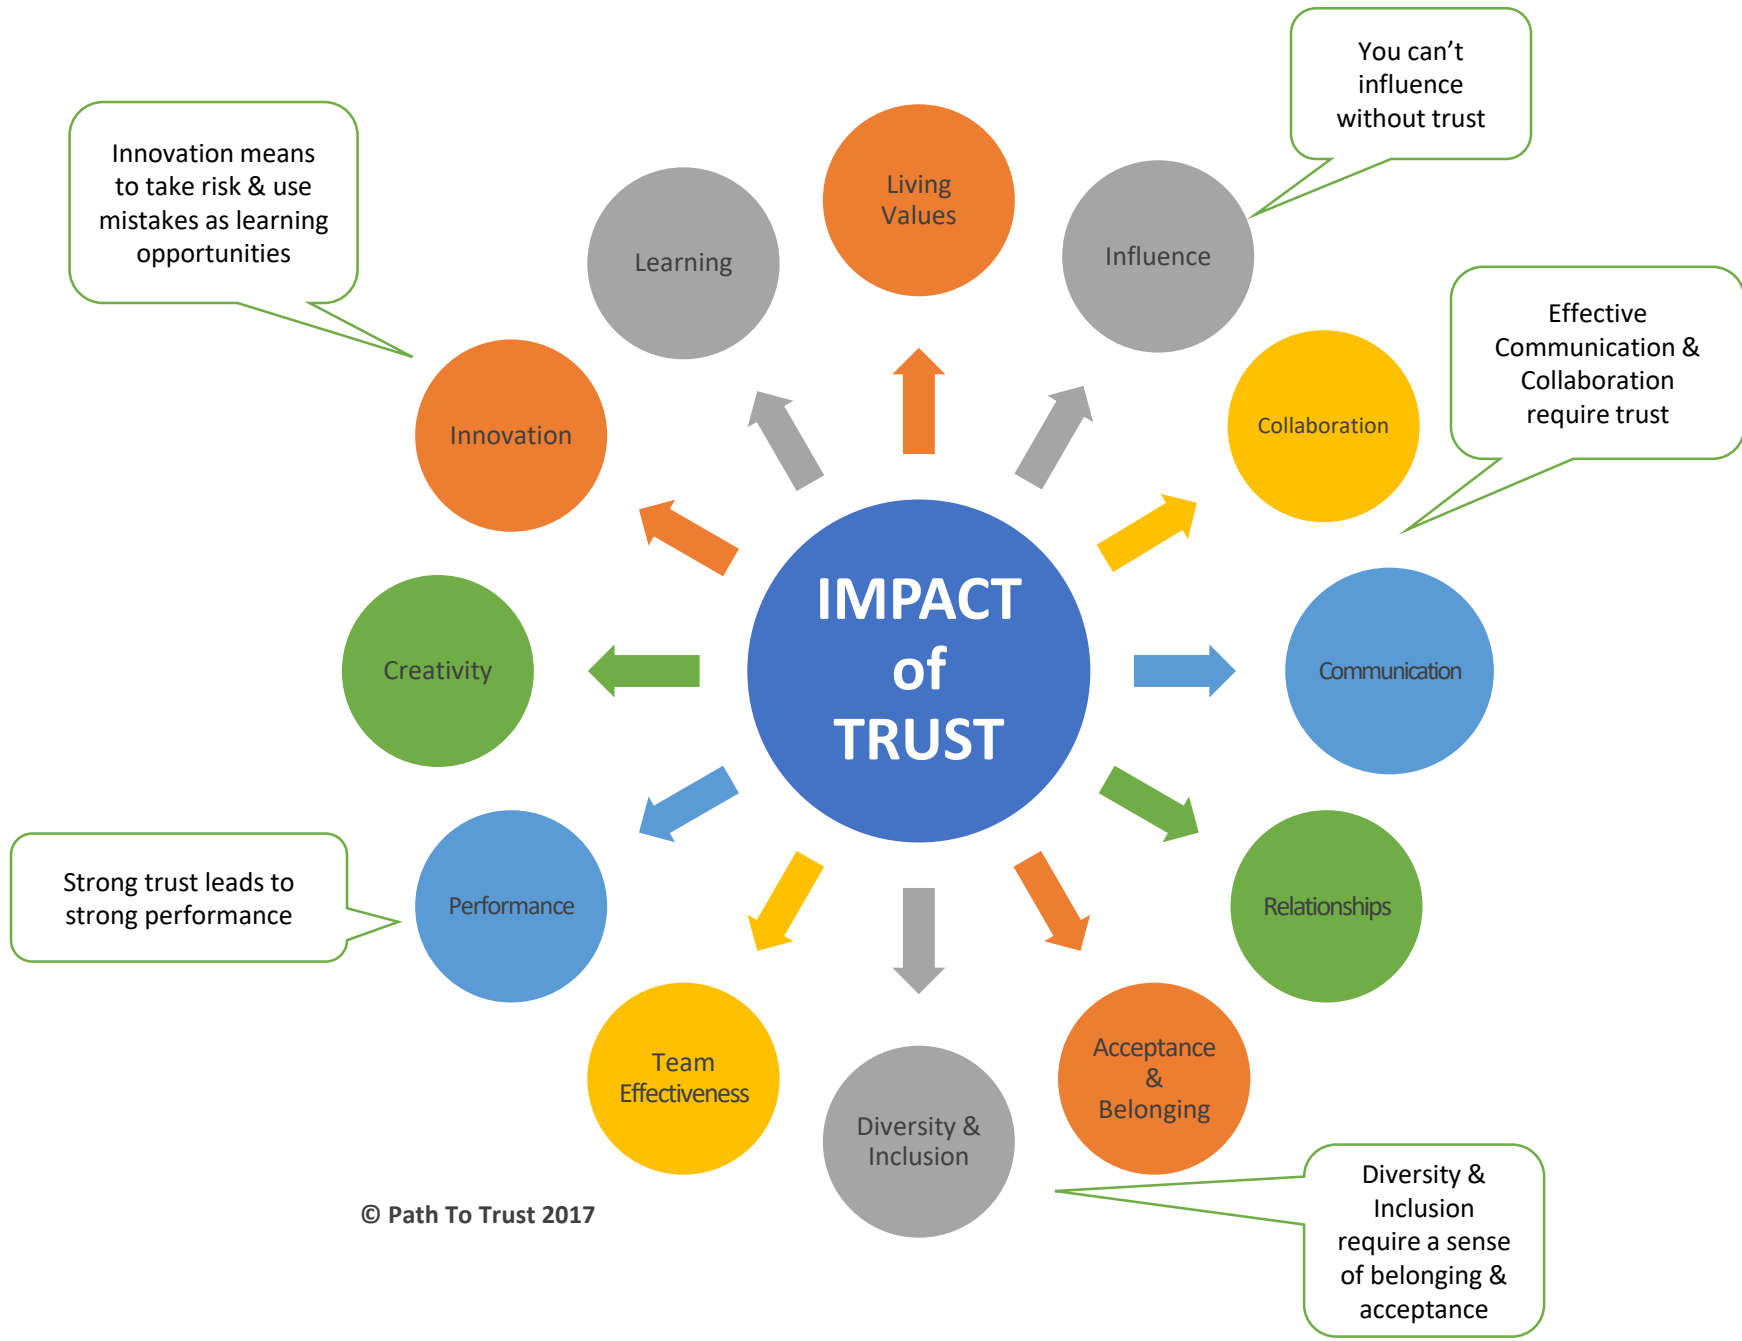 You can’t
influence
without trust
Innovation means
to take risk & use
mistakes as learning
opportunities
Living
Values
Learning
Influence
Effective
Communication &
Collaboration
require trust
Collaboration
Innovation
IMPACT
of
TRUST
Creativity
Communication
Strong trust leads to
strong performance
Performance
Relationships
Team
Effectiveness
Acceptance
&
Belonging
Diversity &
Inclusion
Diversity &
Inclusion
require a sense
of belonging &
acceptance
© Path To Trust 2017